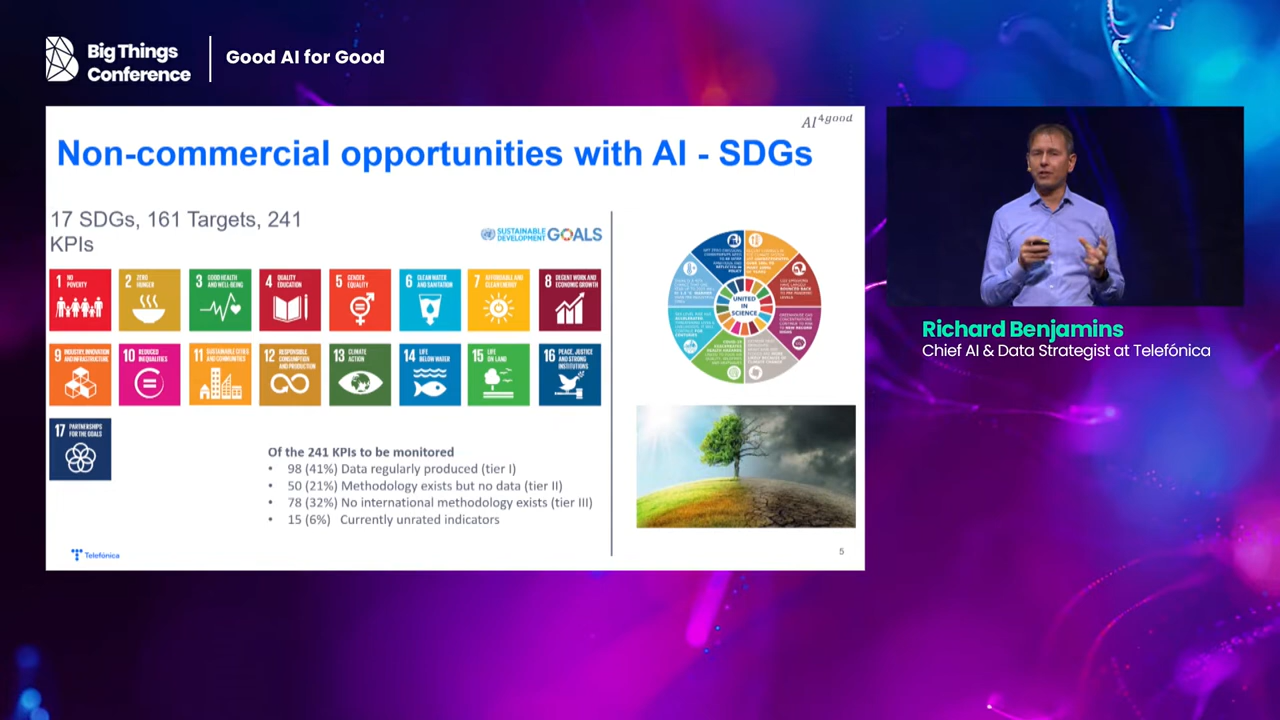 Big Things
Conference
Good AI for Good
AI4good
Non-commercial opportunities with AI - SDGs
17 SDGs, 161 Targets, 241
KPIs
SUSTAINABLE
DEVELOPMENT GOALS
1 NO
POVERTY
2 ZERO
HUNGER
3 GOOD HEALTH
AND WELL-BEING
4 QUALITY
EDUCATION
5 GENDER
EQUALITY
6 CLEAN WATER
AND SANITATION
7 AFFORDABLE AND
CLEAN ENERGY
8 DECENT WORK AND
ECONOMIC GROWTH
9 INDUSTRY, INNOVATION
AND INFRASTRUCTURE
10 REDUCED
INEQUALITIES
11 SUSTAINABLE CITIES
AND COMMUNITIES
12 RESPONSIBLE
CONSUMPTION
AND PRODUCTION
13 CLIMATE
ACTION
14 LIFE
BELOW WATER
15 LIFE
ON LAND
16 PEACE, JUSTICE
AND STRONG
INSTITUTIONS
17 PARTNERSHIPS
FOR THE GOALS
Of the 241 KPIs to be monitored
• 98 (41%) Data regularly produced (tier I)
• 50 (21%) Methodology exists but no data (tier II)
• 78 (32%) No international methodology exists (tier III)
• 15 (6%) Currently unrated indicators
UNITED
IN
SCIENCE
Telefónica
5
Richard Benjamins
Chief AI & Data Strategist at Telefónica